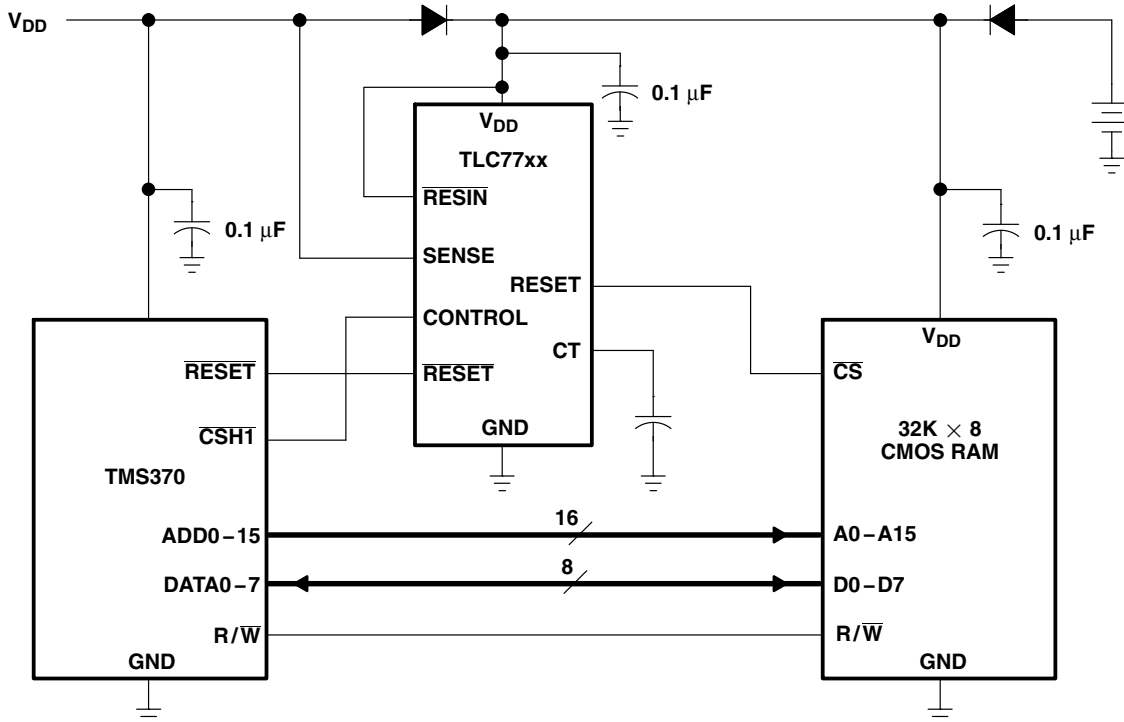 VDD
0.1 µF
VDD
TLC77xx
RESIN
0.1 µF
0.1 µF
SENSE
RESET
CONTROL
VDD
CT
RESET
RESET
CS
CSH1
GND
32K × 8
CMOS RAM
TMS370
16
ADD0–15
A0–A15
8
DATA0–7
D0–D7
R/W
R/W
GND
GND